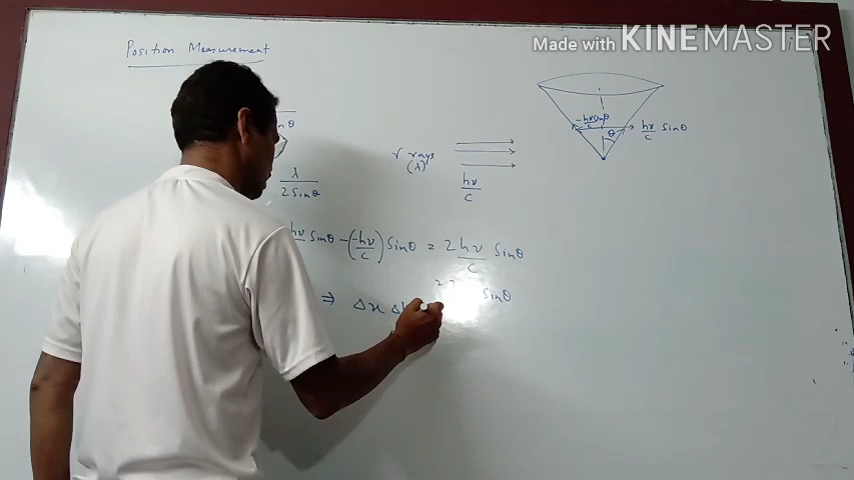 Made with KINEMASTER
Position Measurement
-hν sinθ / c
θ
hν/c sinθ
θ
γ rays
(λ)
hν/c
λ / 2 sinθ
hν sinθ - (-hν/c) sinθ = 2hν/c sinθ
⇒ Δx Δ
sinθ